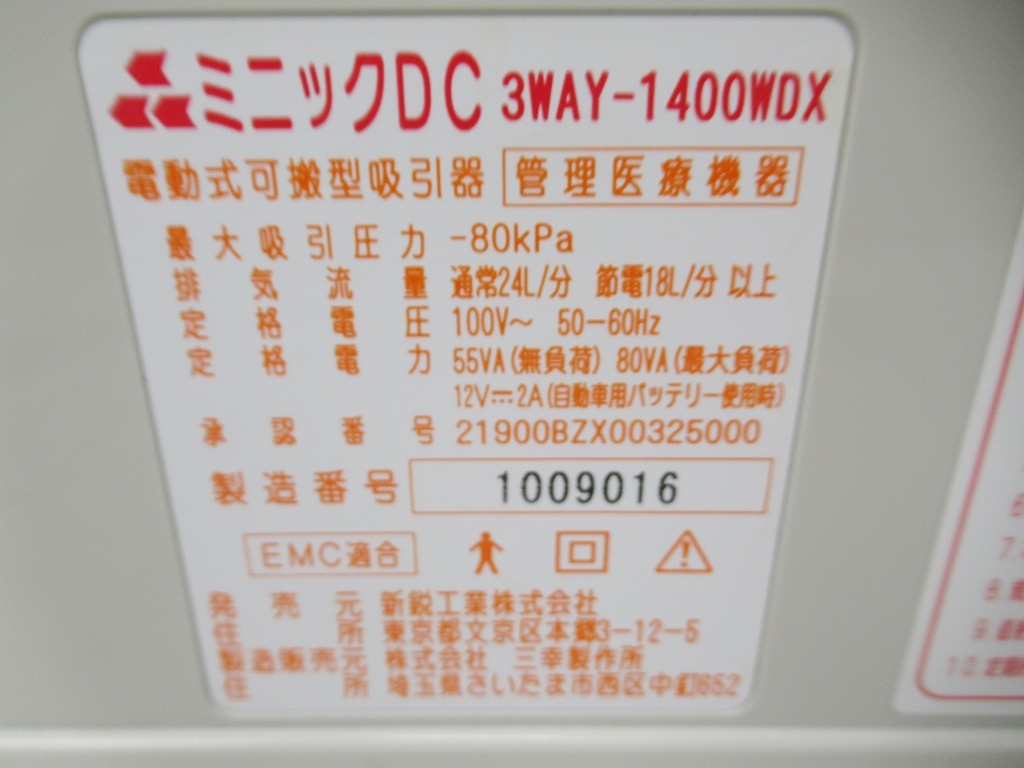 ミニックDC 3WAY-1400WDX
電動式可搬型吸引器 管理医療機器
最大吸引圧力 -80kPa
排気流量 通常24L/分 節電18L/分 以上
定格電圧 100V～ 50-60Hz
定格電力 55VA(無負荷) 80VA(最大負荷)
12V⎓2A(自動車用バッテリー使用時)
承認番号 21900BZX00325000
製造番号 1009016
EMC適合
発売元 新鋭工業株式会社
住所 東京都文京区本郷3-12-5
製造販売元 株式会社 三幸製作所
住所 埼玉県さいたま市西区中釘652
6
7.
8.
9.
10.